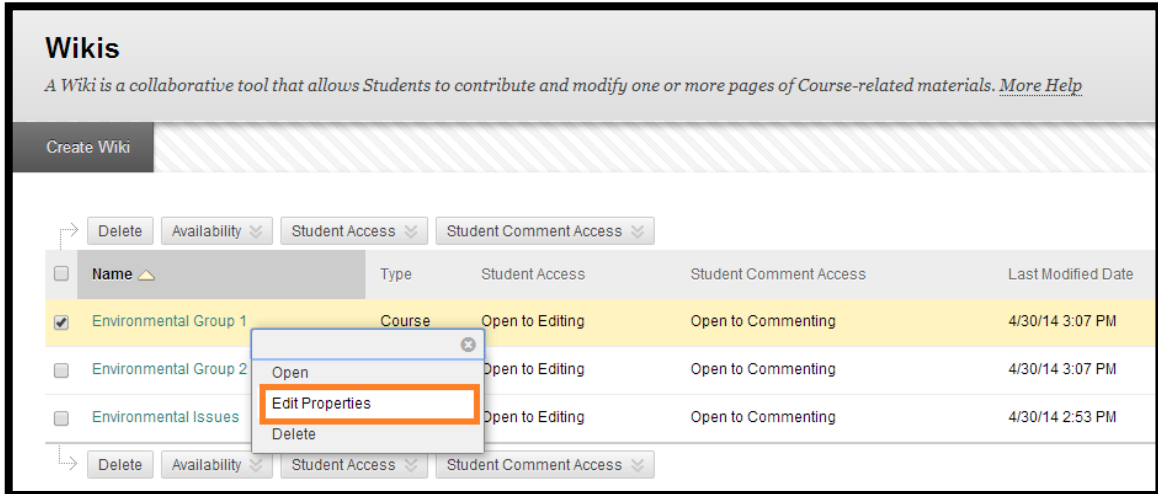 Wikis
A Wiki is a collaborative tool that allows Students to contribute and modify one or more pages of Course-related materials. More Help
Create Wiki
Delete Availability Student Access Student Comment Access
Name Type Student Access Student Comment Access Last Modified Date
Environmental Group 1 Course Open to Editing Open to Commenting 4/30/14 3:07 PM
Environmental Group 2 Open to Editing Open to Commenting 4/30/14 3:07 PM
Open
Edit Properties
Environmental Issues Open to Editing Open to Commenting 4/30/14 2:53 PM
Delete
Delete Availability Student Access Student Comment Access